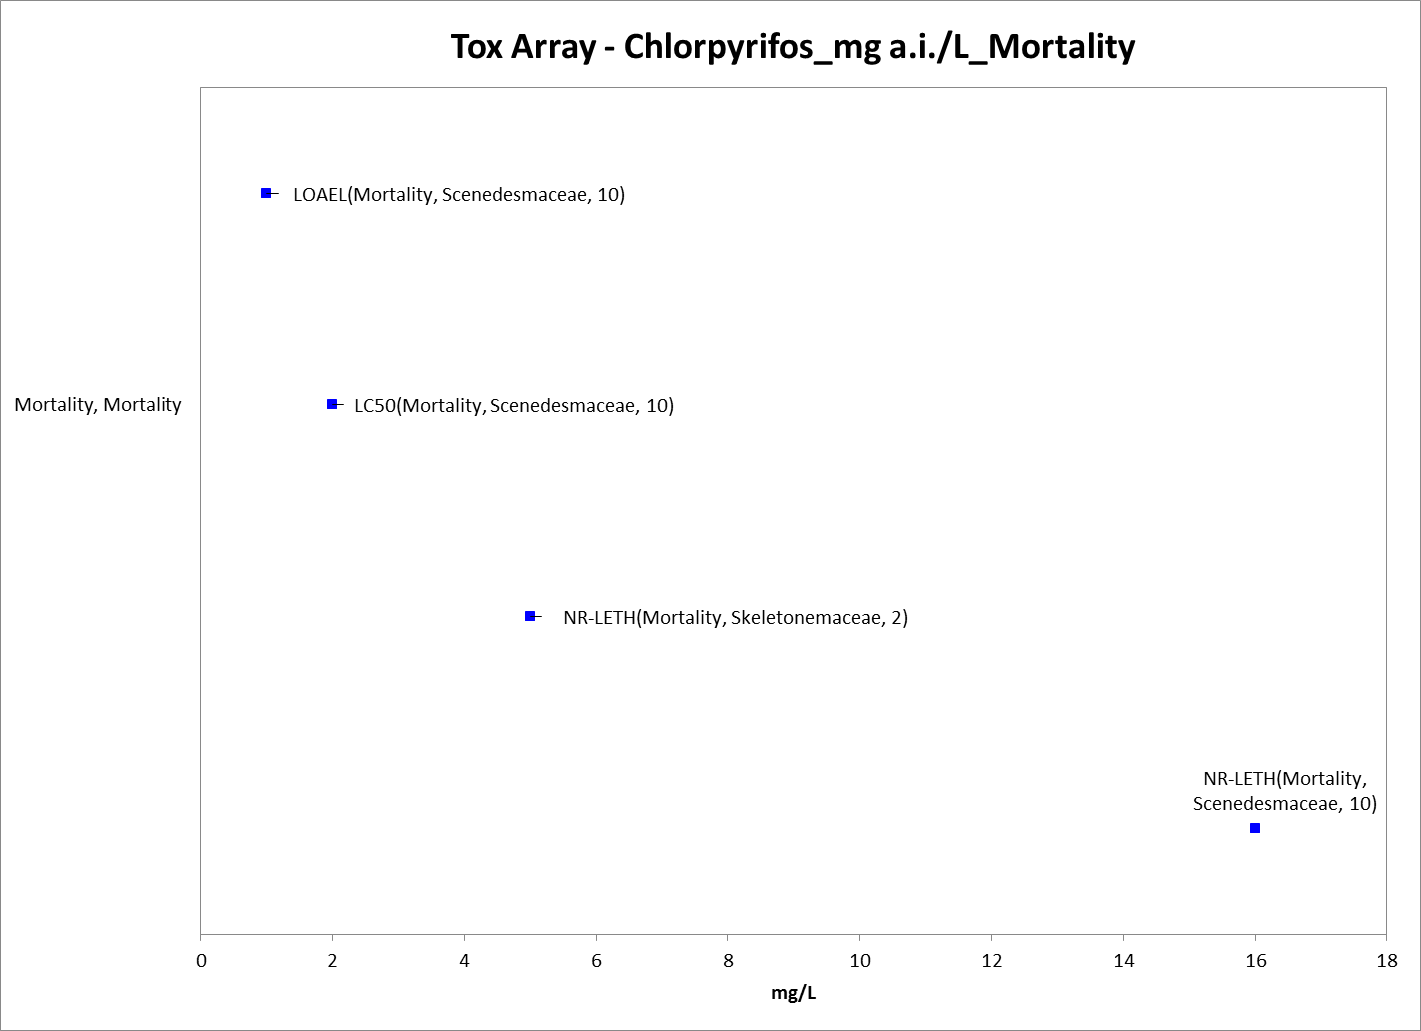 Tox Array - Chlorpyrifos_mg a.i./L_Mortality
LOAEL(Mortality, Scenedesmaceae, 10)
Mortality, Mortality
LC50(Mortality, Scenedesmaceae, 10)
NR-LETH(Mortality, Skeletonemaceae, 2)
NR-LETH(Mortality,
Scenedesmaceae, 10)
0 2 4 6 8 10 12 14 16 18
mg/L